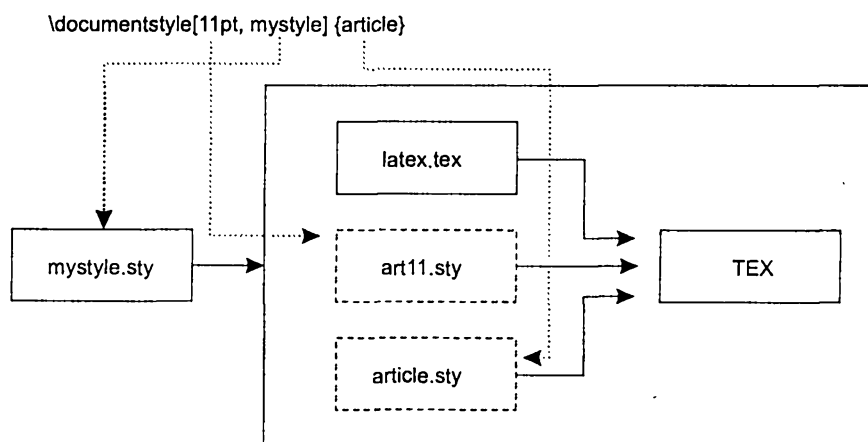 \documentstyle[11pt, mystyle] {article}
latex.tex
mystyle.sty
art11.sty
TEX
article.sty